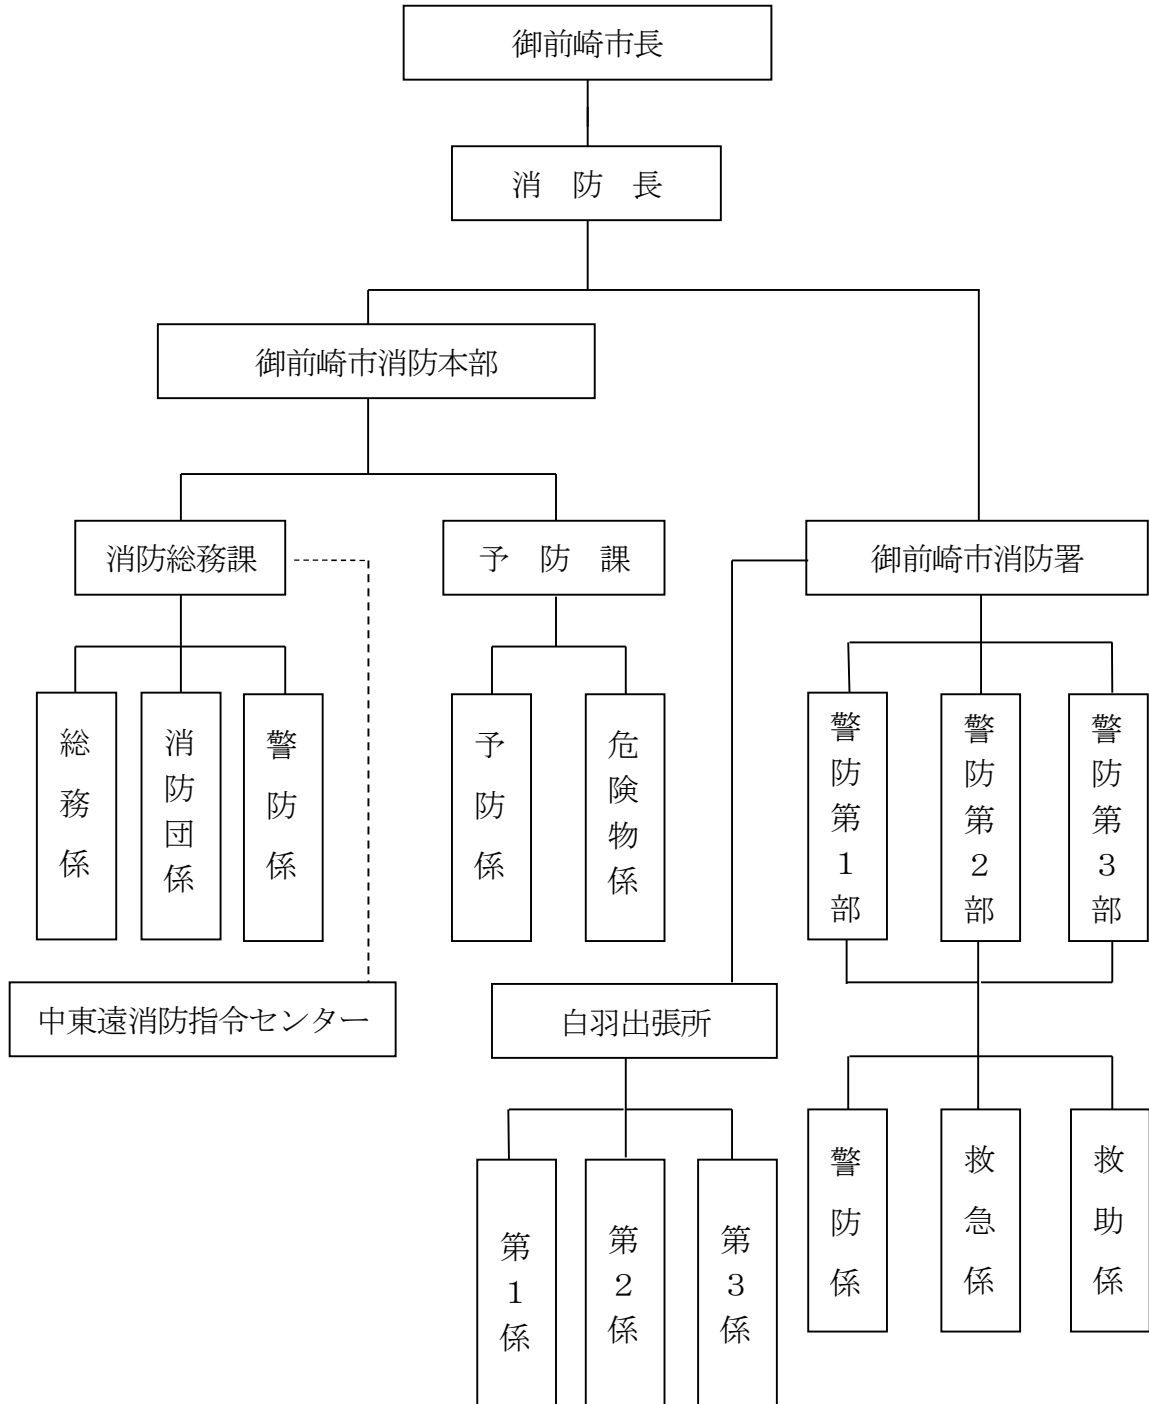 御前崎市長
消　防　長
御前崎市消防本部
消防総務課
予　防　課
御前崎市消防署
総務係
消防団係
警防係
予防係
危険物係
警防第１部
警防第２部
警防第３部
中東遠消防指令センター
白羽出張所
第１係
第２係
第３係
警防係
救急係
救助係